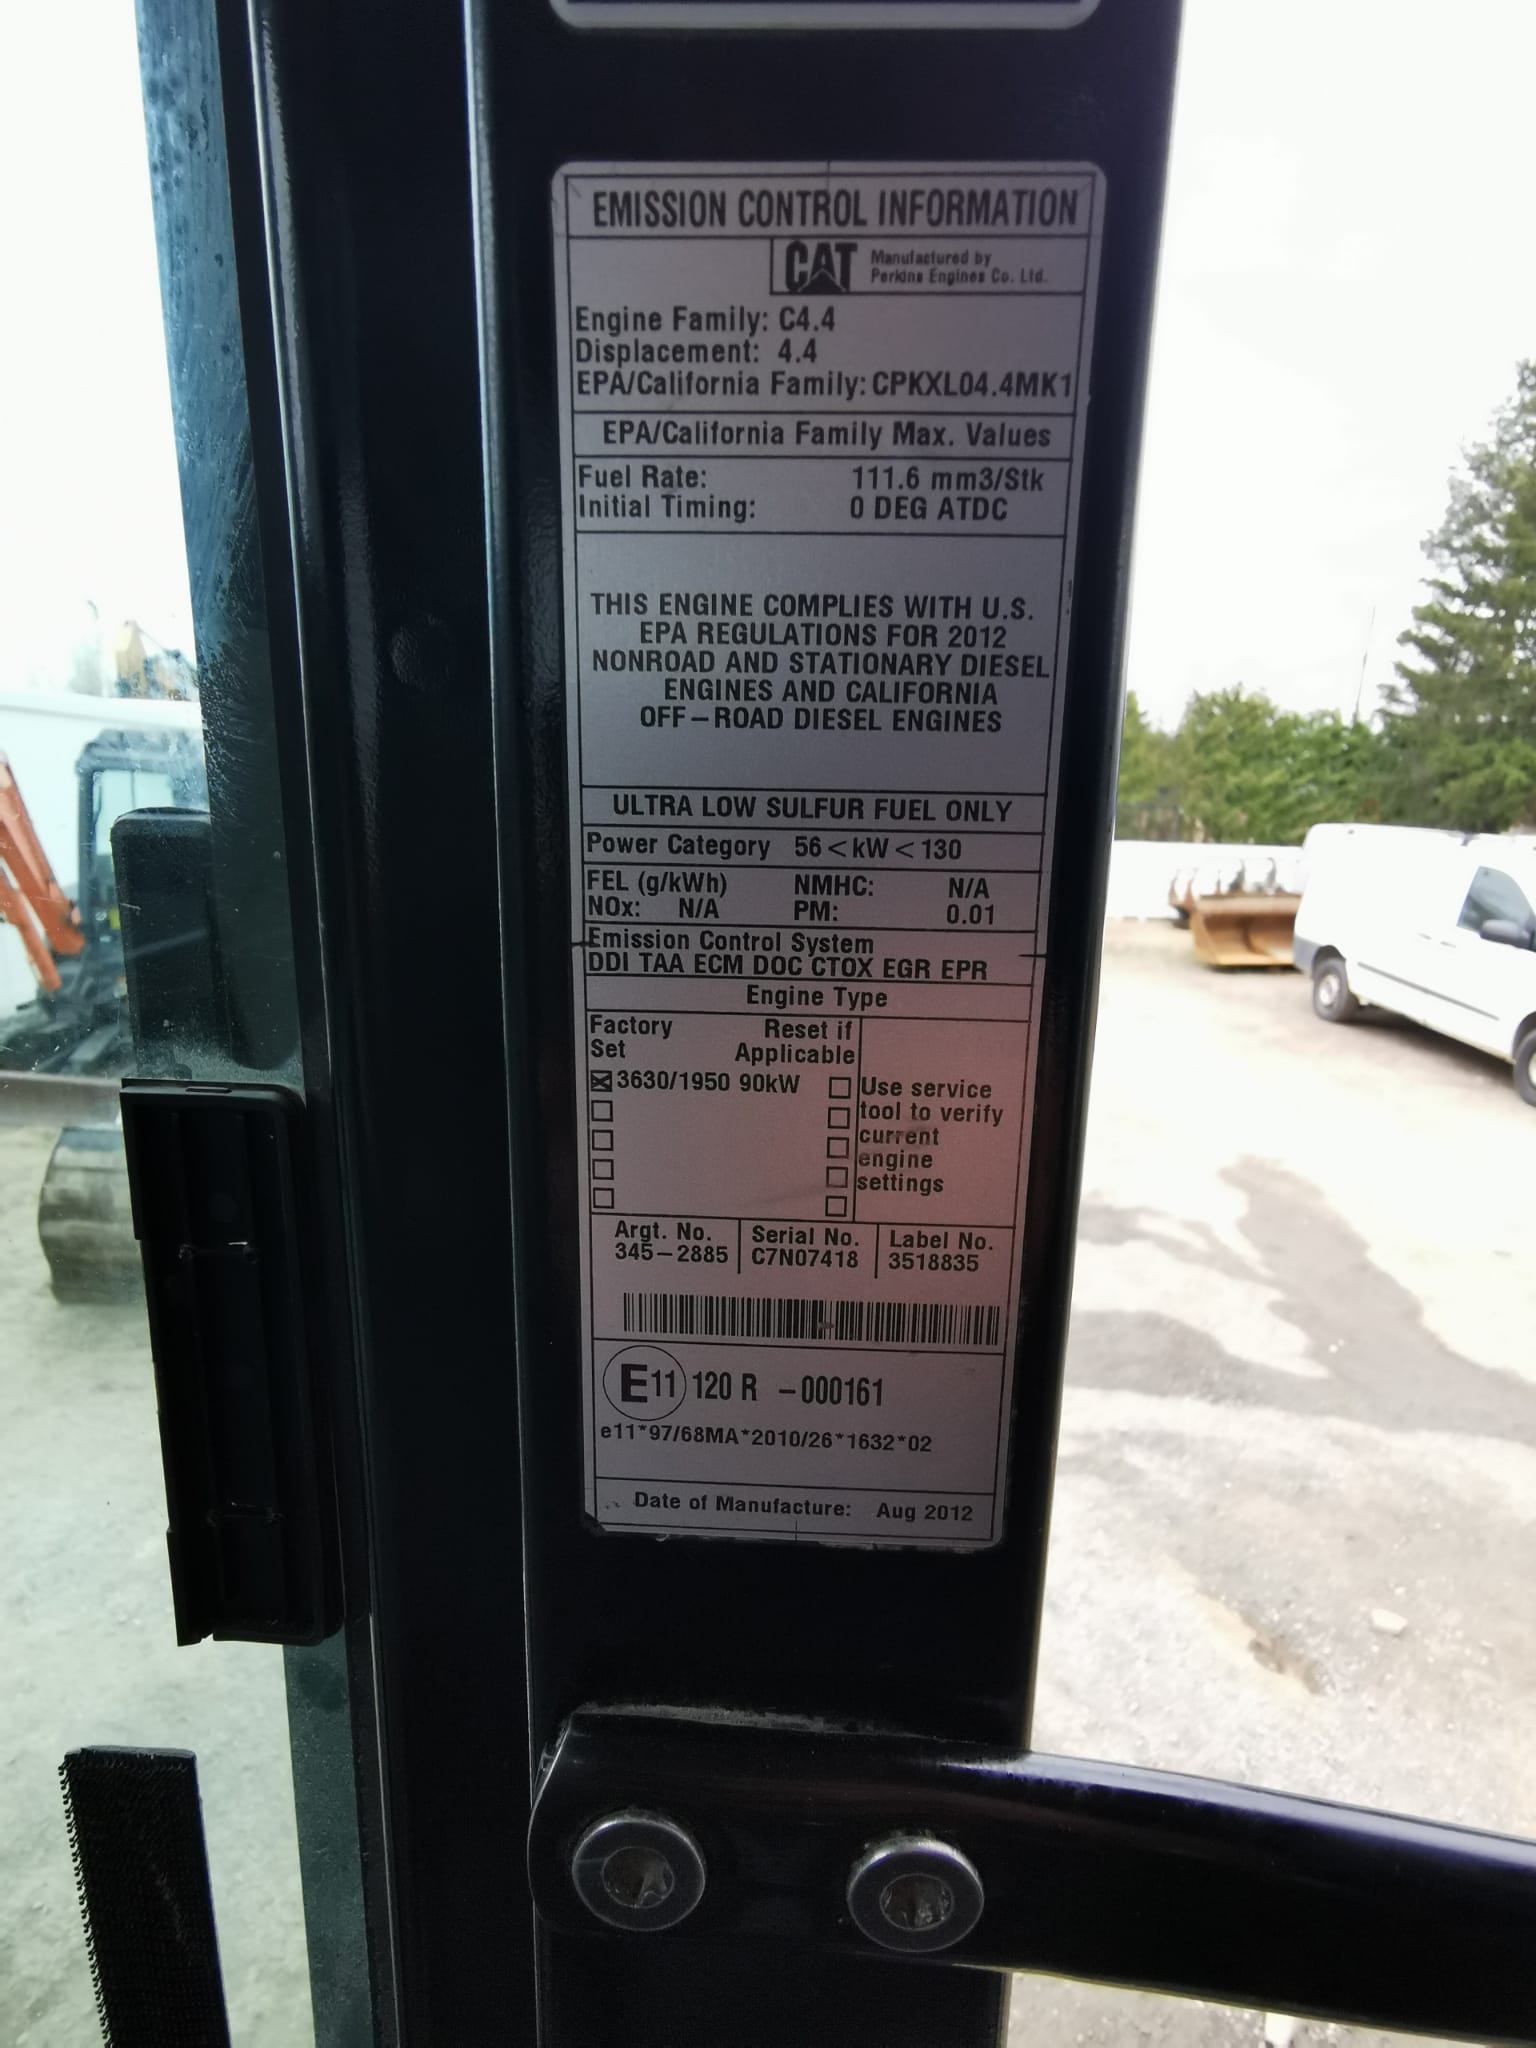 EMISSION CONTROL INFORMATION
CAT Manufactured by
Perkins Engines Co. Ltd.
Engine Family: C4.4
Displacement: 4.4
EPA/California Family: CPKXL04.4MK1
EPA/California Family Max. Values
Fuel Rate: 111.6 mm3/Stk
Initial Timing: 0 DEG ATDC
THIS ENGINE COMPLIES WITH U.S.
EPA REGULATIONS FOR 2012
NONROAD AND STATIONARY DIESEL
ENGINES AND CALIFORNIA
OFF-ROAD DIESEL ENGINES
ULTRA LOW SULFUR FUEL ONLY
Power Category 56 < kW < 130
FEL (g/kWh) NMHC: N/A
NOx: N/A PM: 0.01
Emission Control System
DDI TAA ECM DOC CTOX EGR EPR
Engine Type
Factory Reset if
Set Applicable
3630/1950 90kW Use service
tool to verify
current
engine
settings
Argt. No. Serial No. Label No.
345-2885 C7N07418 3518835
E11 120 R -000161
e11*97/68MA*2010/26*1632*02
Date of Manufacture: Aug 2012